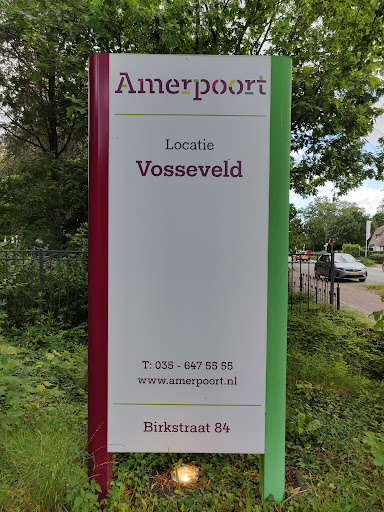 Amerpoort
Locatie
Vosseveld
T: 035 - 647 55 55
www.amerpoort.nl
Birkstraat 84